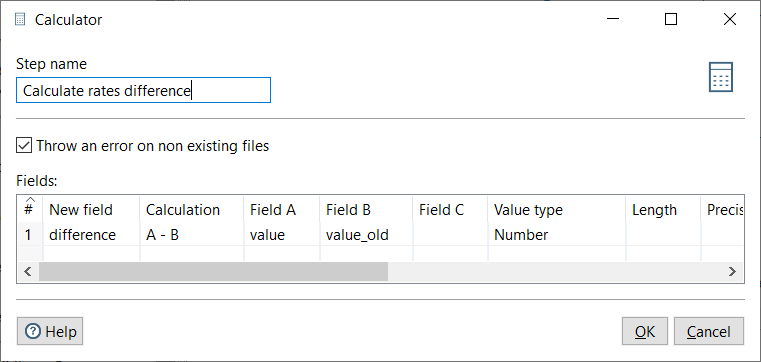 Calculator
Step name
Calculate rates difference
Throw an error on non existing files
Fields:
# New field Calculation Field A Field B Field C Value type Length Precis
1 difference A - B value value_old Number
Help OK Cancel